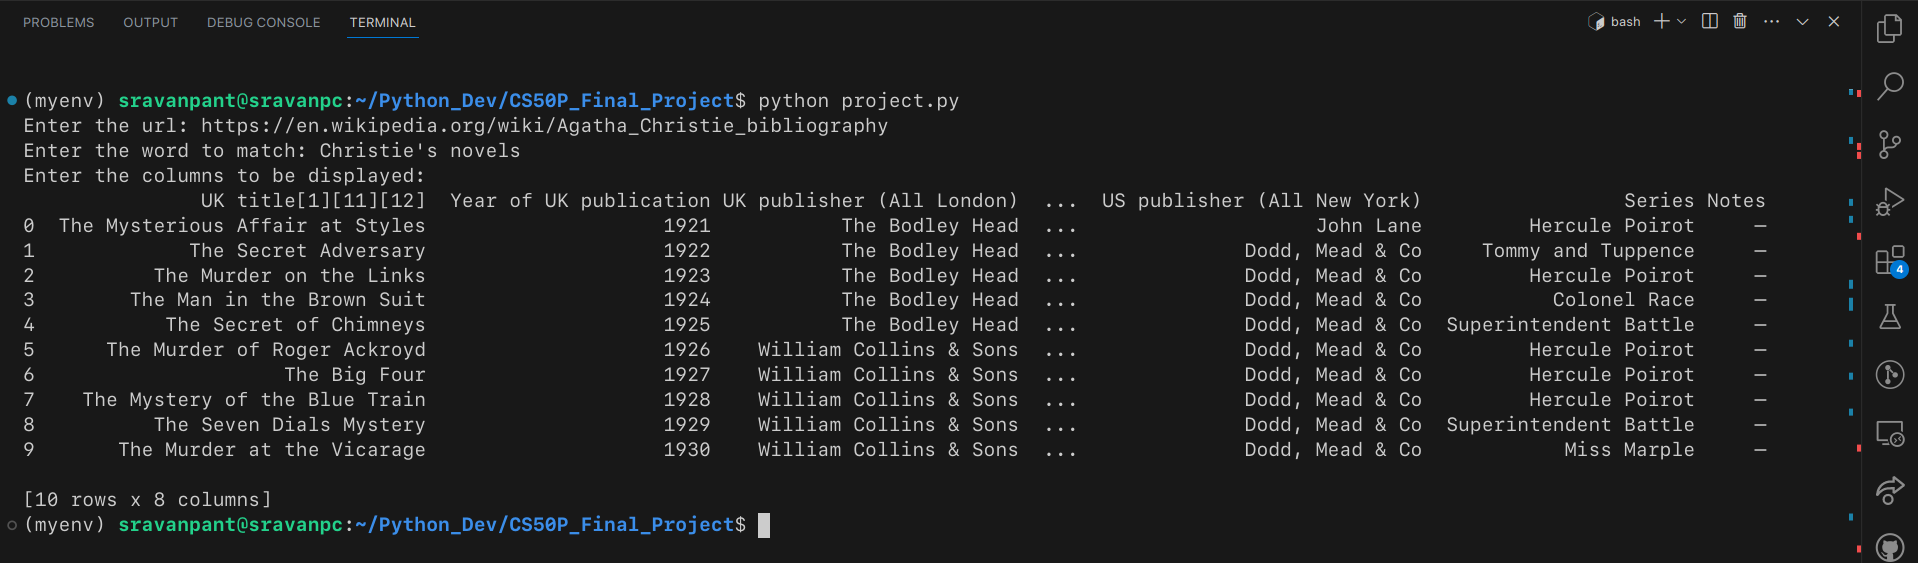 PROBLEMS OUTPUT DEBUG CONSOLE TERMINAL bash
(myenv) sravanpant@sravanpc:~/Python_Dev/CS50P_Final_Project$ python project.py
Enter the url: https://en.wikipedia.org/wiki/Agatha_Christie_bibliography
Enter the word to match: Christie's novels
Enter the columns to be displayed:
UK title[1][11][12] Year of UK publication UK publisher (All London) ... US publisher (All New York) Series Notes
0 The Mysterious Affair at Styles 1921 The Bodley Head ... John Lane Hercule Poirot —
1 The Secret Adversary 1922 The Bodley Head ... Dodd, Mead & Co Tommy and Tuppence —
2 The Murder on the Links 1923 The Bodley Head ... Dodd, Mead & Co Hercule Poirot —
3 The Man in the Brown Suit 1924 The Bodley Head ... Dodd, Mead & Co Colonel Race —
4 The Secret of Chimneys 1925 The Bodley Head ... Dodd, Mead & Co Superintendent Battle —
5 The Murder of Roger Ackroyd 1926 William Collins & Sons ... Dodd, Mead & Co Hercule Poirot —
6 The Big Four 1927 William Collins & Sons ... Dodd, Mead & Co Hercule Poirot —
7 The Mystery of the Blue Train 1928 William Collins & Sons ... Dodd, Mead & Co Hercule Poirot —
8 The Seven Dials Mystery 1929 William Collins & Sons ... Dodd, Mead & Co Superintendent Battle —
9 The Murder at the Vicarage 1930 William Collins & Sons ... Dodd, Mead & Co Miss Marple —
[10 rows x 8 columns]
(myenv) sravanpant@sravanpc:~/Python_Dev/CS50P_Final_Project$
4